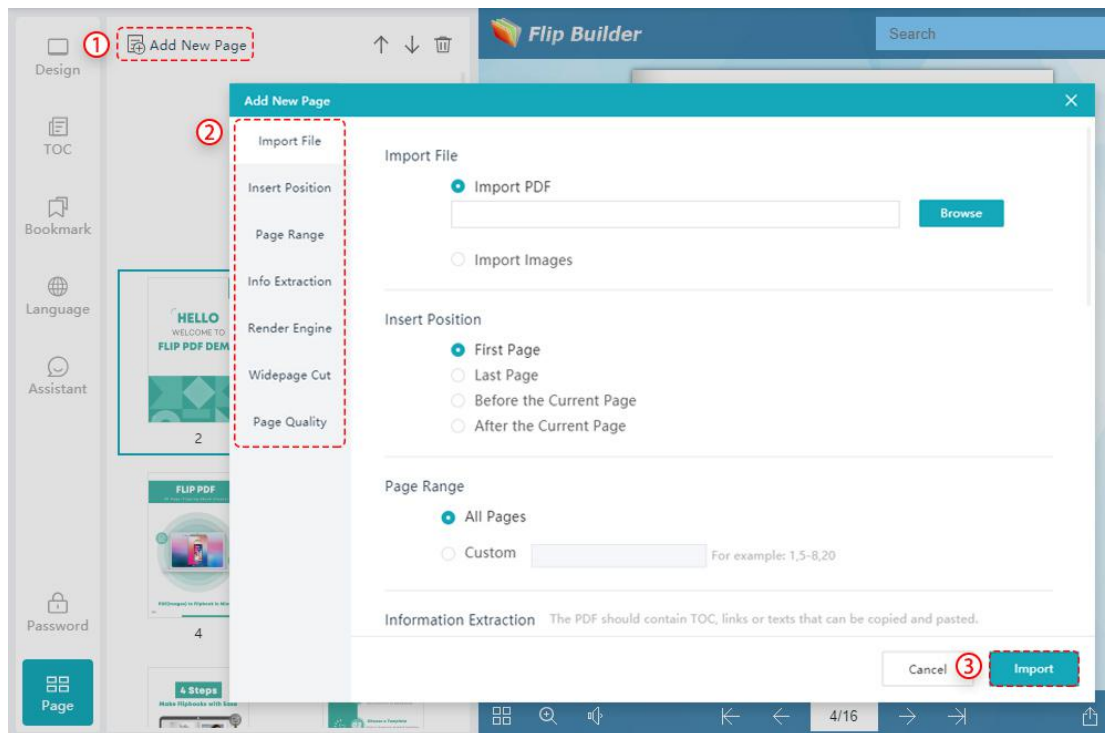 ① Add New Page
Flip Builder
Search
Design
TOC
Bookmark
Language
Assistant
Password
Page
HELLO
WELCOME TO
FLIP PDF DEM
2
FLIP PDF
4
4 Steps
Make Flipbooks with Ease
Add New Page
②
Import File
Insert Position
Page Range
Info Extraction
Render Engine
Widepage Cut
Page Quality
Import File
Import PDF
Browse
Import Images
Insert Position
First Page
Last Page
Before the Current Page
After the Current Page
Page Range
All Pages
Custom
For example: 1,5-8,20
Information Extraction The PDF should contain TOC, links or texts that can be copied and pasted.
Cancel ③ Import
4/16